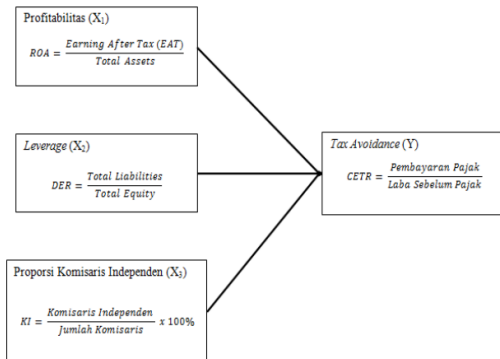 Profitabilitas (X₁)
ROA = Earning After Tax (EAT) / Total Assets
Leverage (X₂)
DER = Total Liabilities / Total Equity
Tax Avoidance (Y)
CETR = Pembayaran Pajak / Laba Sebelum Pajak
Proporsi Komisaris Independen (X₃)
KI = Komisaris Independen / Jumlah Komisaris x 100%